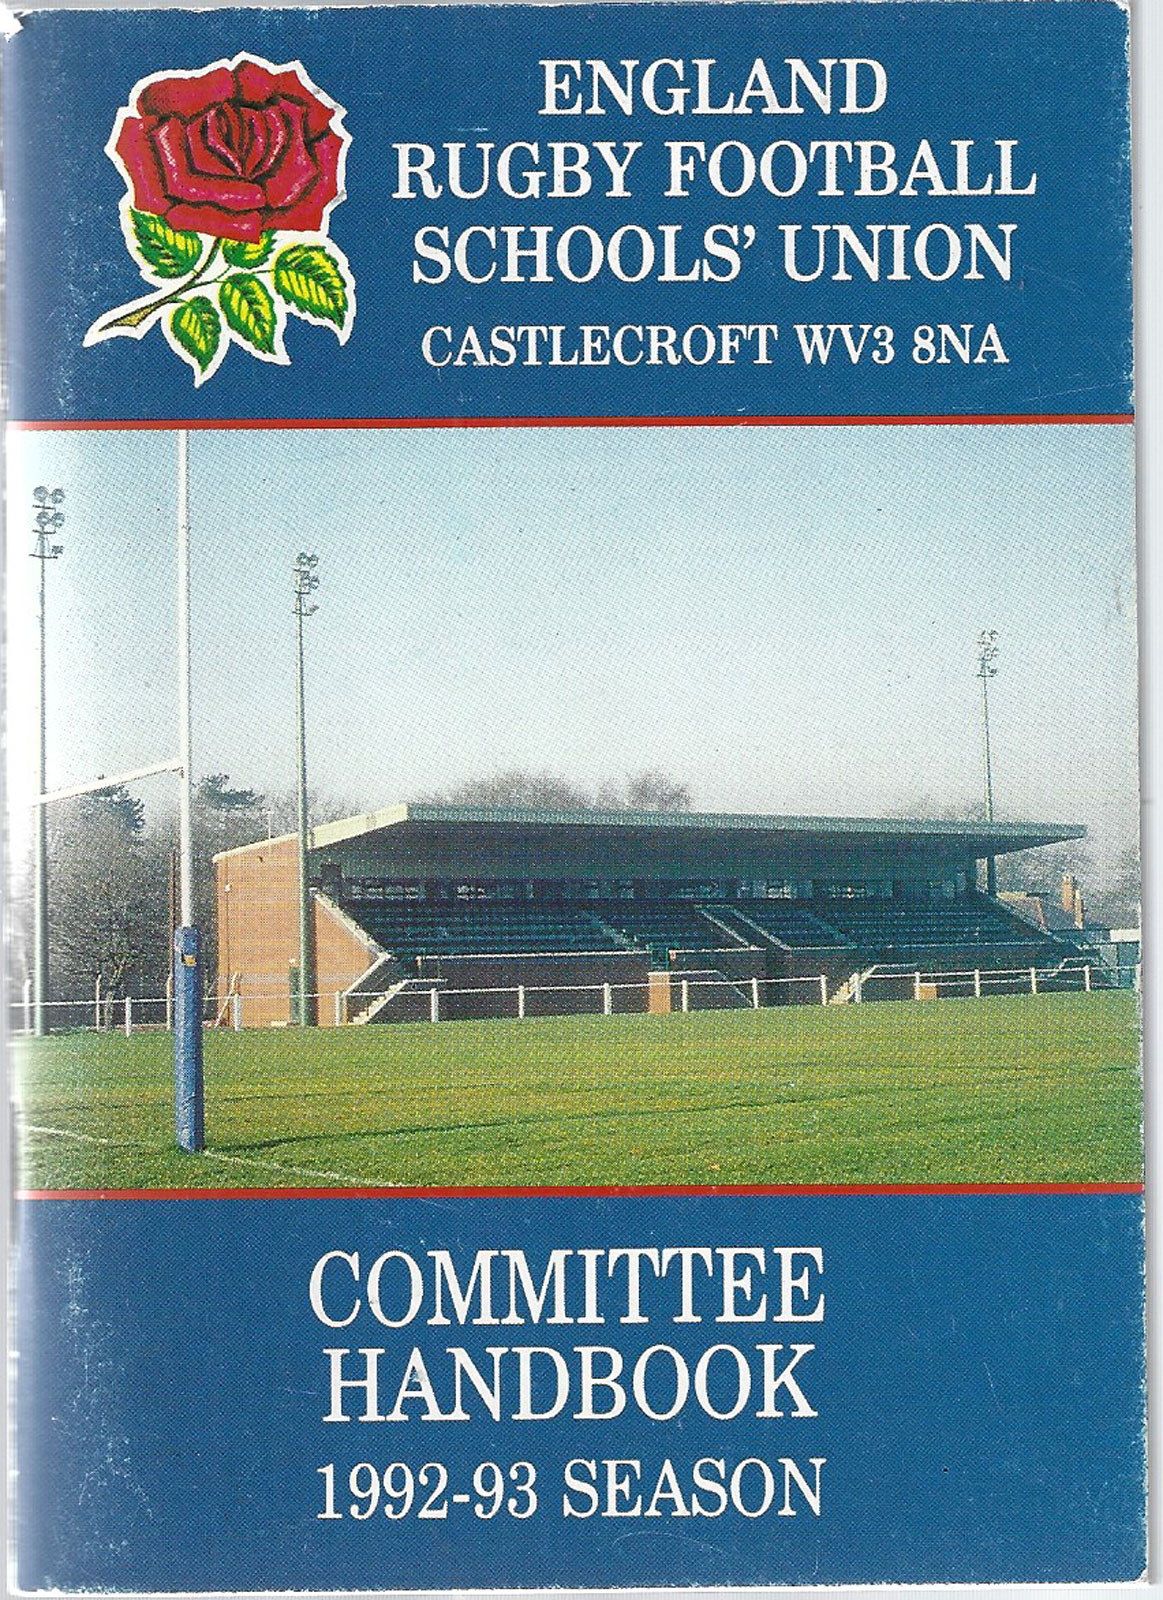 ENGLAND
RUGBY FOOTBALL
SCHOOLS’ UNION
CASTLECROFT WV3 8NA
COMMITTEE
HANDBOOK
1992-93 SEASON